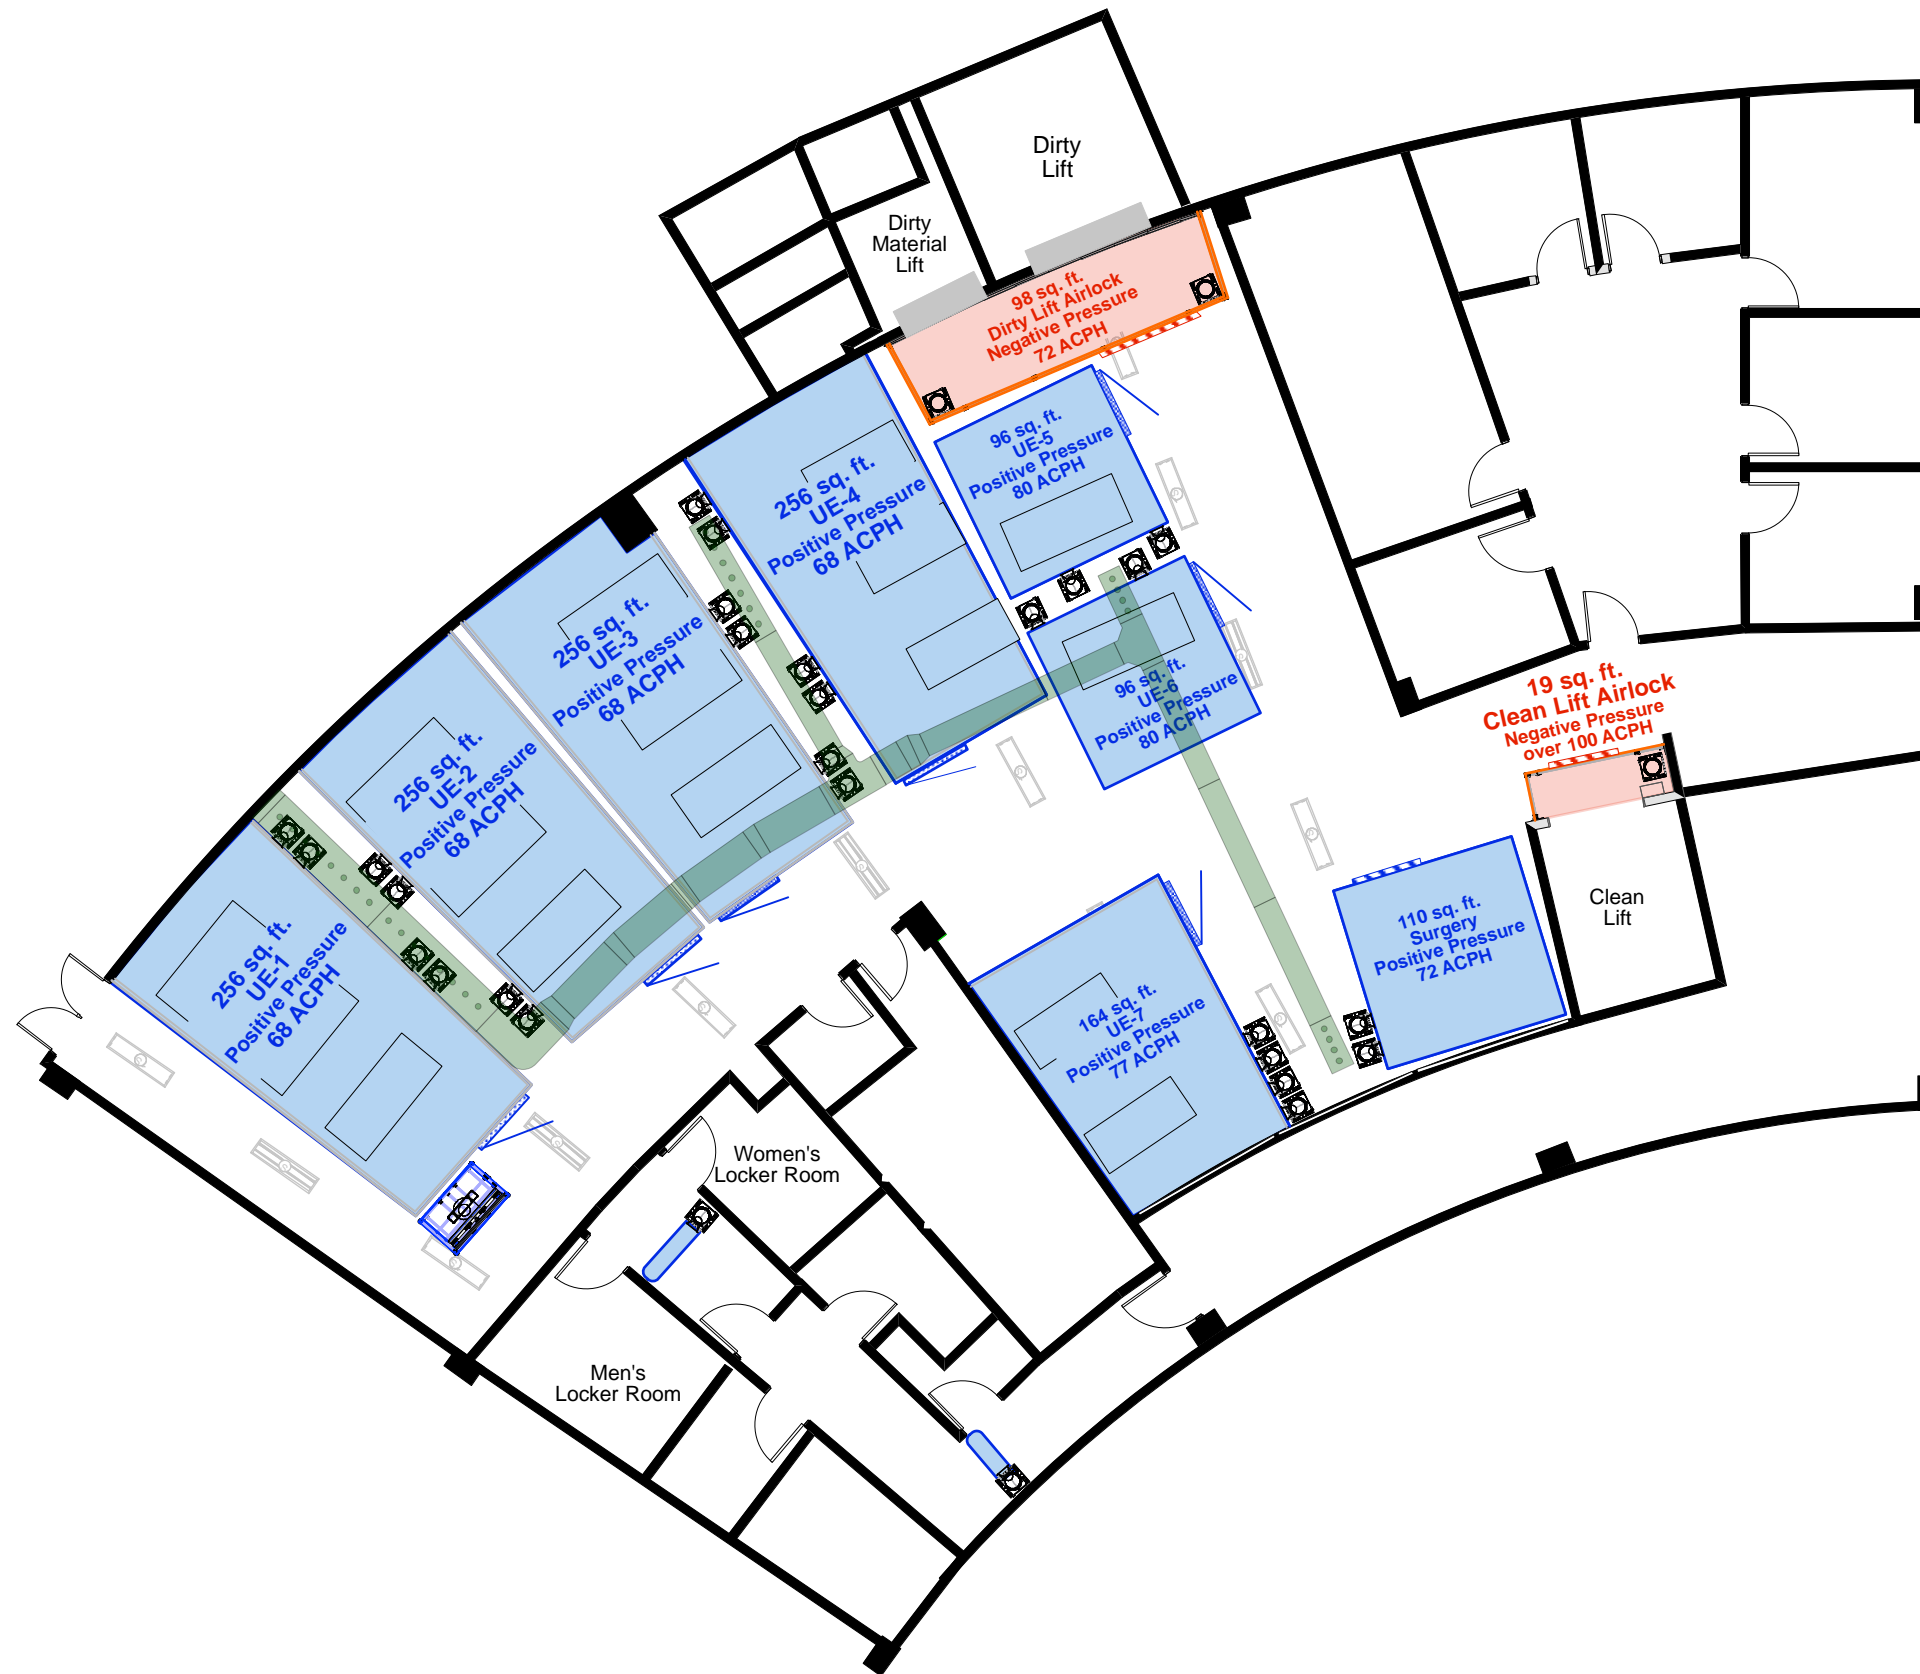 Dirty
Lift
Dirty
Material
Lift
98 sq. ft.
Dirty Lift Airlock
Negative Pressure
72 ACPH
96 sq. ft.
UE-5
Positive Pressure
80 ACPH
256 sq. ft.
UE-4
Positive Pressure
68 ACPH
256 sq. ft.
UE-3
Positive Pressure
68 ACPH
256 sq. ft.
UE-2
Positive Pressure
68 ACPH
256 sq. ft.
UE-1
Positive Pressure
68 ACPH
96 sq. ft.
UE-6
Positive Pressure
80 ACPH
19 sq. ft.
Clean Lift Airlock
Negative Pressure
over 100 ACPH
Clean
Lift
110 sq. ft.
Surgery
Positive Pressure
72 ACPH
164 sq. ft.
UE-7
Positive Pressure
77 ACPH
Women's
Locker Room
Men's
Locker Room